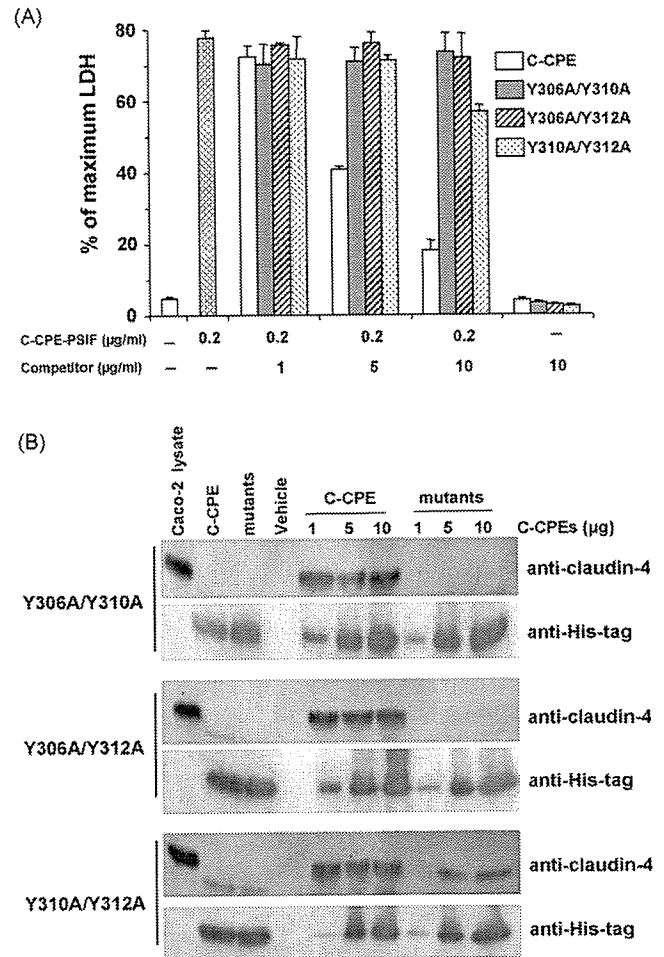 (A)
% of maximum LDH
80
60
40
20
0
C-CPE
Y306A/Y310A
Y306A/Y312A
Y310A/Y312A
C-CPE-PSIF (µg/ml) — 0.2 0.2 0.2 0.2 —
Competitor (µg/ml) — — 1 5 10 10
(B)
Caco-2 lysate
C-CPE
mutants
Vehicle
C-CPE mutants
1 5 10 1 5 10 C-CPEs (µg)
Y306A/Y310A
anti-claudin-4
anti-His-tag
Y306A/Y312A
anti-claudin-4
anti-His-tag
Y310A/Y312A
anti-claudin-4
anti-His-tag